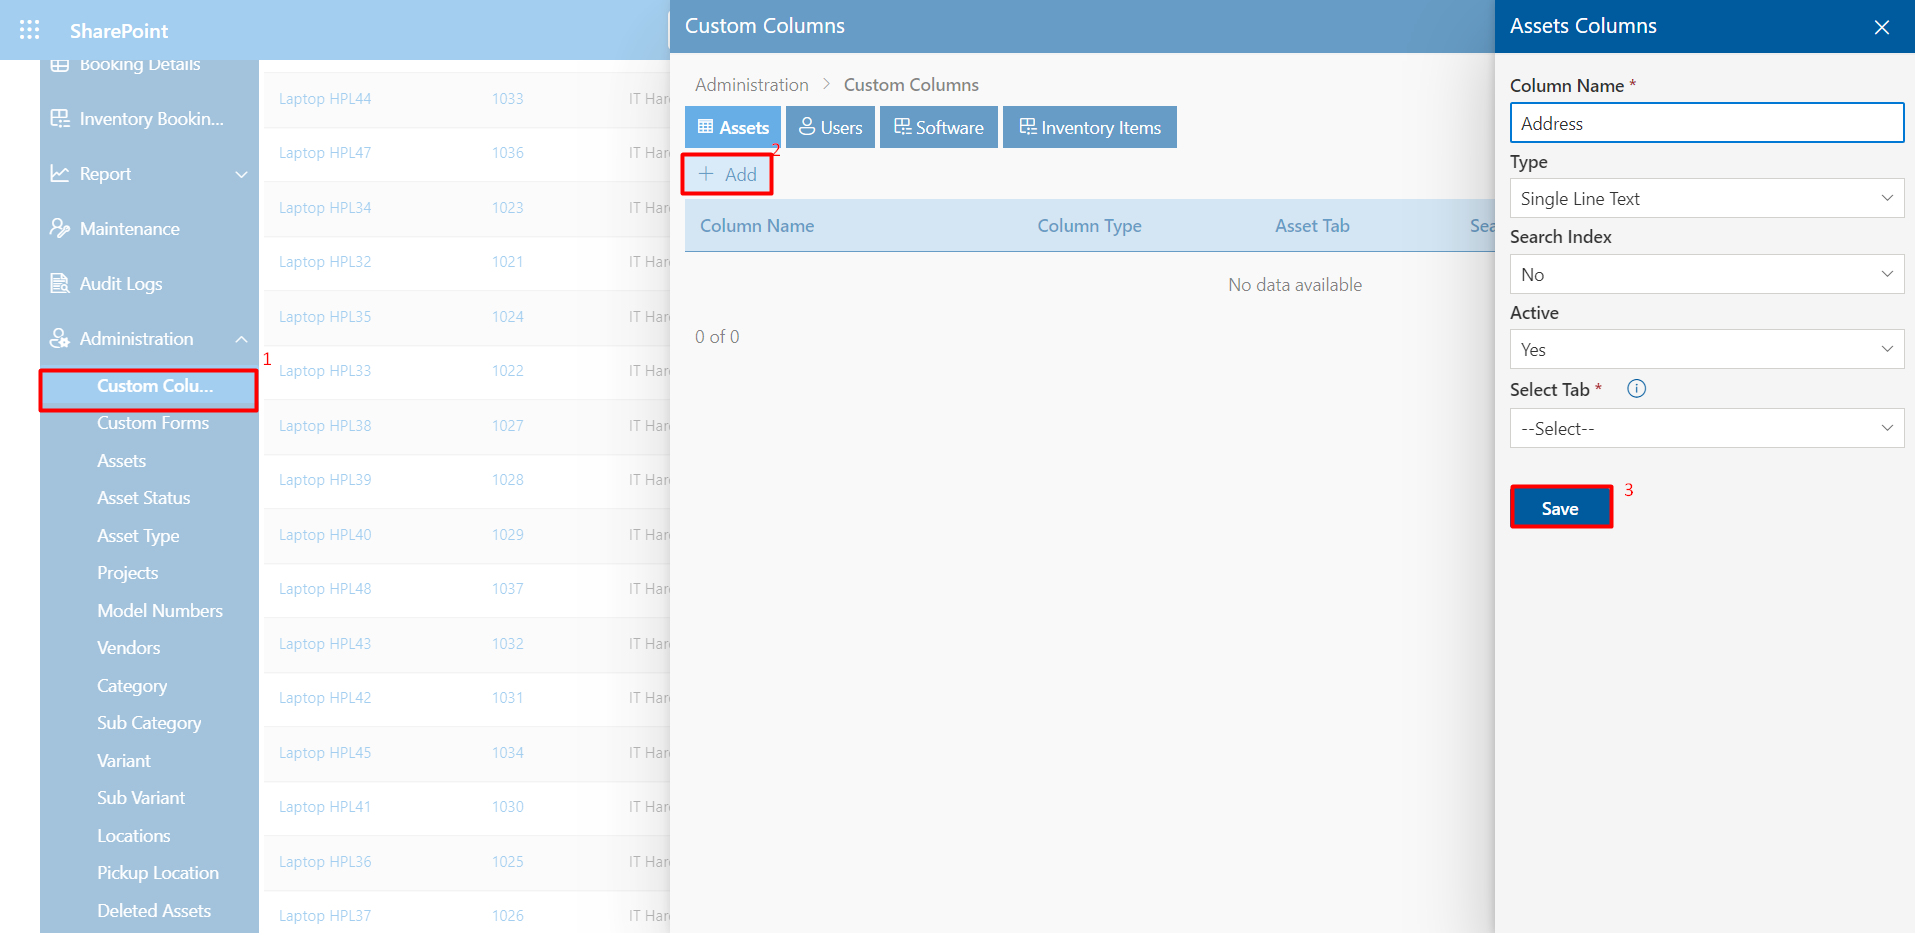 SharePoint
Booking Details
Inventory Bookin...
Report
Maintenance
Audit Logs
Administration
1
Custom Colu...
Custom Forms
Assets
Asset Status
Asset Type
Projects
Model Numbers
Vendors
Category
Sub Category
Variant
Sub Variant
Locations
Pickup Location
Deleted Assets
Laptop HPL44 1033 IT Har
Laptop HPL47 1036 IT Har
Laptop HPL34 1023 IT Har
Laptop HPL32 1021 IT Har
Laptop HPL35 1024 IT Har
Laptop HPL33 1022 IT Har
Laptop HPL38 1027 IT Har
Laptop HPL39 1028 IT Har
Laptop HPL40 1029 IT Har
Laptop HPL48 1037 IT Har
Laptop HPL43 1032 IT Har
Laptop HPL42 1031 IT Har
Laptop HPL45 1034 IT Har
Laptop HPL41 1030 IT Har
Laptop HPL36 1025 IT Har
Laptop HPL37 1026 IT Har
Custom Columns
Administration > Custom Columns
Assets Users Software Inventory Items
2
+ Add
Column Name Column Type Asset Tab Sea
No data available
0 of 0
Assets Columns
Column Name *
Address
Type
Single Line Text
Search Index
No
Active
Yes
Select Tab *
--Select--
Save
3